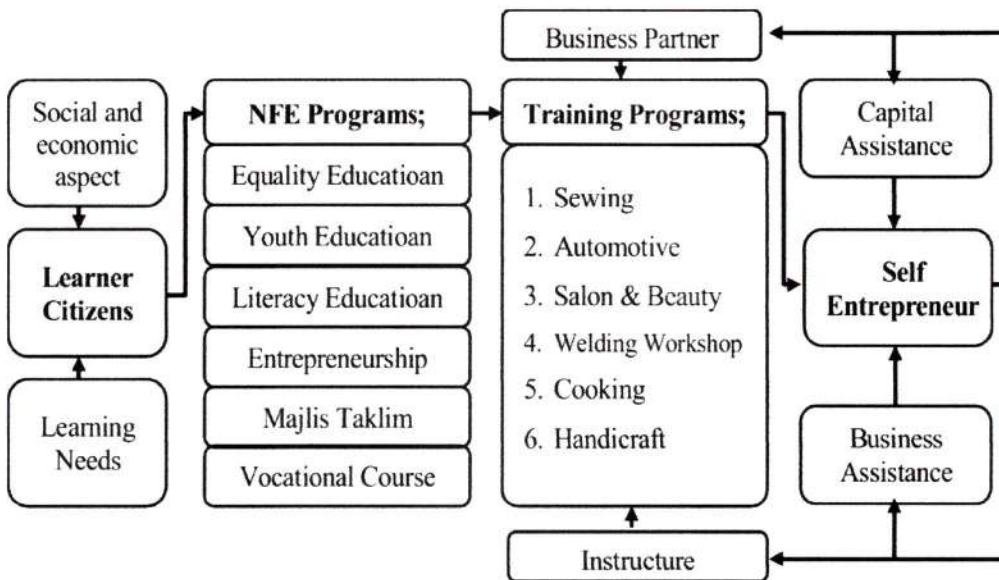 Business Partner
Social and
economic
aspect
NFE Programs;
Training Programs;
Capital
Assistance
Equality Educatioan
Youth Educatioan
Literacy Educatioan
Entrepreneurship
Majlis Taklim
Vocational Course
1. Sewing
2. Automotive
3. Salon & Beauty
4. Welding Workshop
5. Cooking
6. Handicraft
Learner
Citizens
Self
Entrepreneur
Learning
Needs
Business
Assistance
Instructure